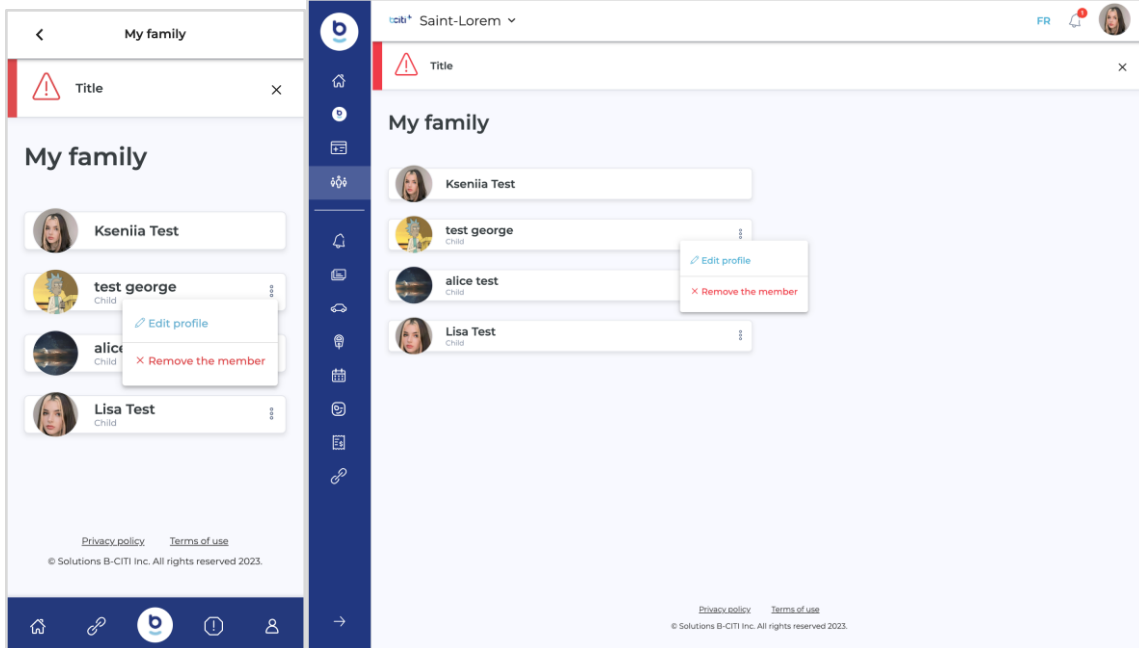 My family
Title
My family
Kseniia Test
test george
Child
Edit profile
alice
Child
Remove the member
Lisa Test
Child
Privacy policy Terms of use
© Solutions B-CITI Inc. All rights reserved 2023.
b
b
bciti+ Saint-Lorem
FR
1
Title
My family
Kseniia Test
test george
Child
Edit profile
alice test
Child
Remove the member
Lisa Test
Child
Privacy policy Terms of use
© Solutions B-CITI Inc. All rights reserved 2023.